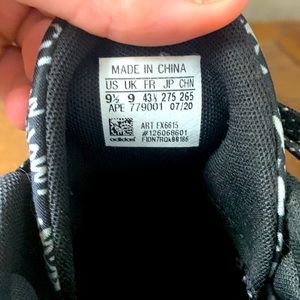 MADE IN CHINA
US UK FR JP CHN
9½ 9 43⅓ 275 265
APE 779001 07/20
ART FX6615
#126068601
adidas